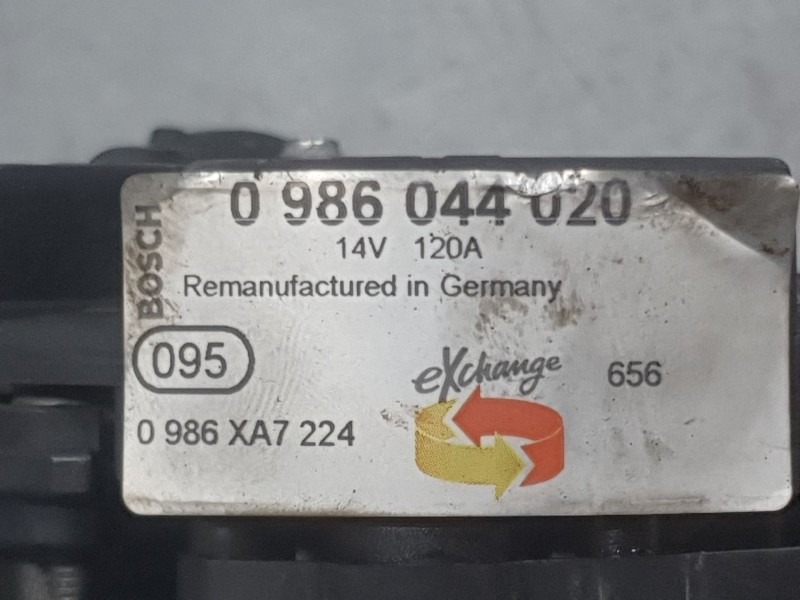 BOSCH
0 986 044 020
14V 120A
Remanufactured in Germany
095
eXchange
656
0 986 XA7 224